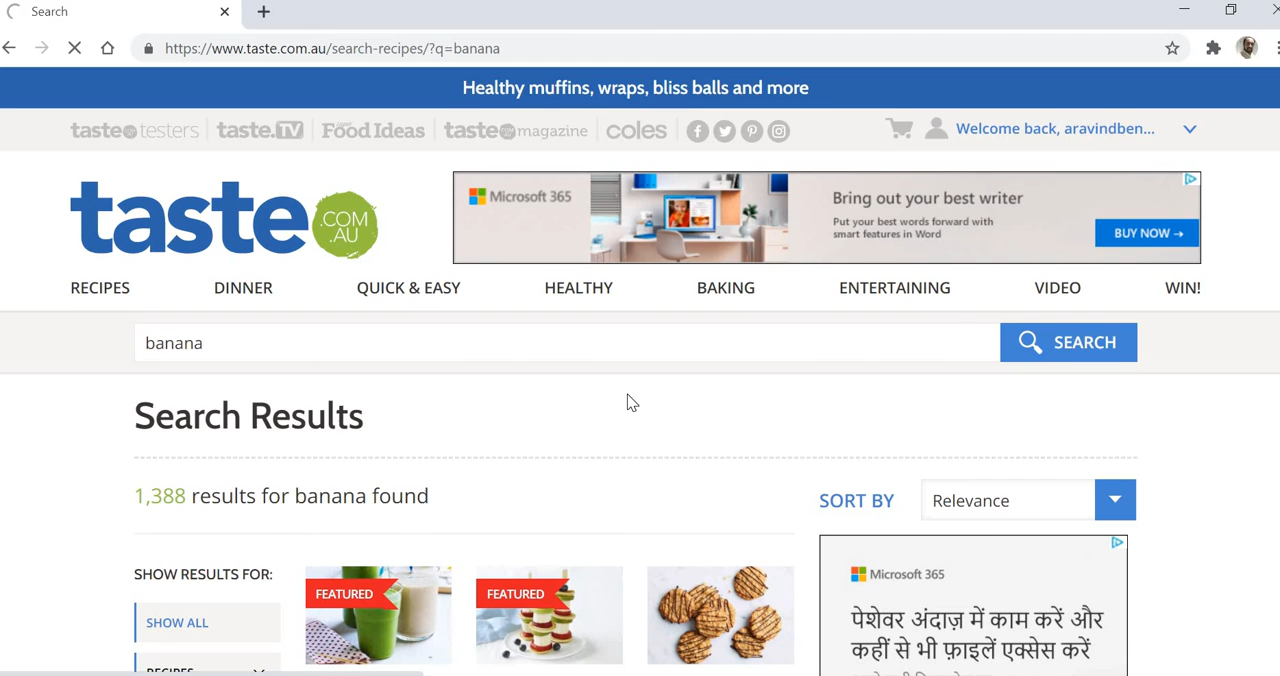 Search
https://www.taste.com.au/search-recipes/?q=banana
Healthy muffins, wraps, bliss balls and more
taste testers
taste.TV
Food Ideas
taste magazine
coles
Welcome back, aravindben...
taste
.COM
.AU
Microsoft 365
Bring out your best writer
Put your best words forward with
smart features in Word
BUY NOW →
RECIPES DINNER QUICK & EASY HEALTHY BAKING ENTERTAINING VIDEO WIN!
banana
SEARCH
Search Results
1,388 results for banana found
SORT BY Relevance
SHOW RESULTS FOR:
SHOW ALL
RECIPES
FEATURED
FEATURED
Microsoft 365
पेशेवर अंदाज़ में काम करें और
कहीं से भी फ़ाइलें एक्सेस करें